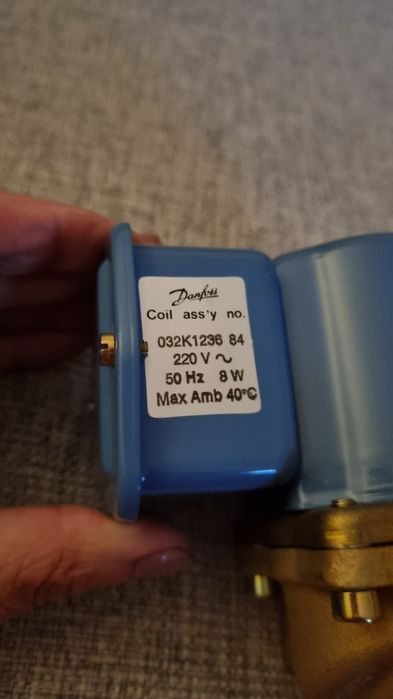 Danfoss
Coil ass'y no.
032K1236 84
220 V ~
50 Hz 8 W
Max Amb 40°C